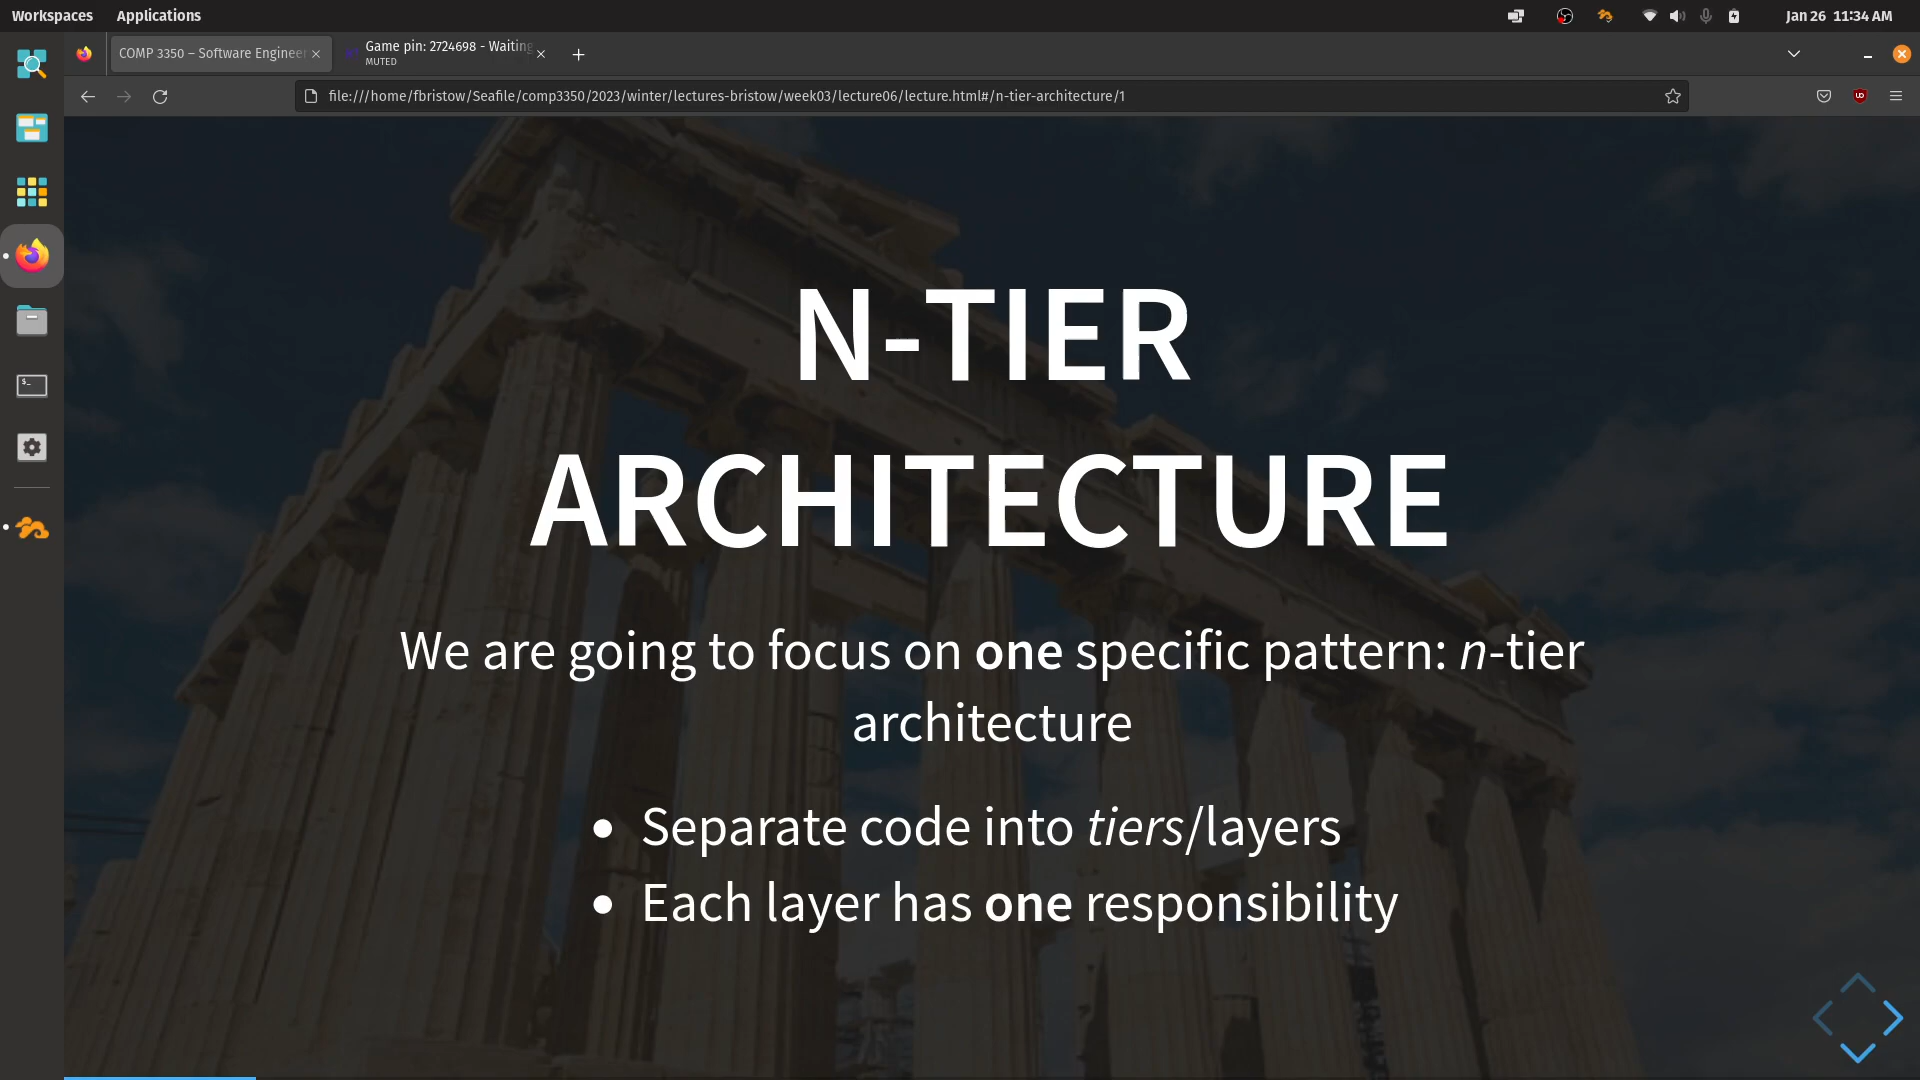 Workspaces Applications Jan 26 11:34 AM
COMP 3350 – Software Engineer Game pin: 2724698 - Waiting
MUTED
file:///home/fbristow/Seafile/comp3350/2023/winter/lectures-bristow/week03/lecture06/lecture.html#/n-tier-architecture/1
N-TIER
ARCHITECTURE
We are going to focus on one specific pattern: n-tier
architecture
• Separate code into tiers/layers
• Each layer has one responsibility